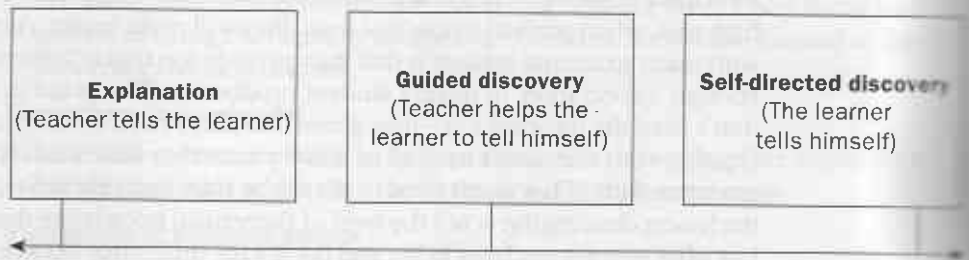 Explanation
(Teacher tells the learner)
Guided discovery
(Teacher helps the
learner to tell himself)
Self-directed discovery
(The learner
tells himself)